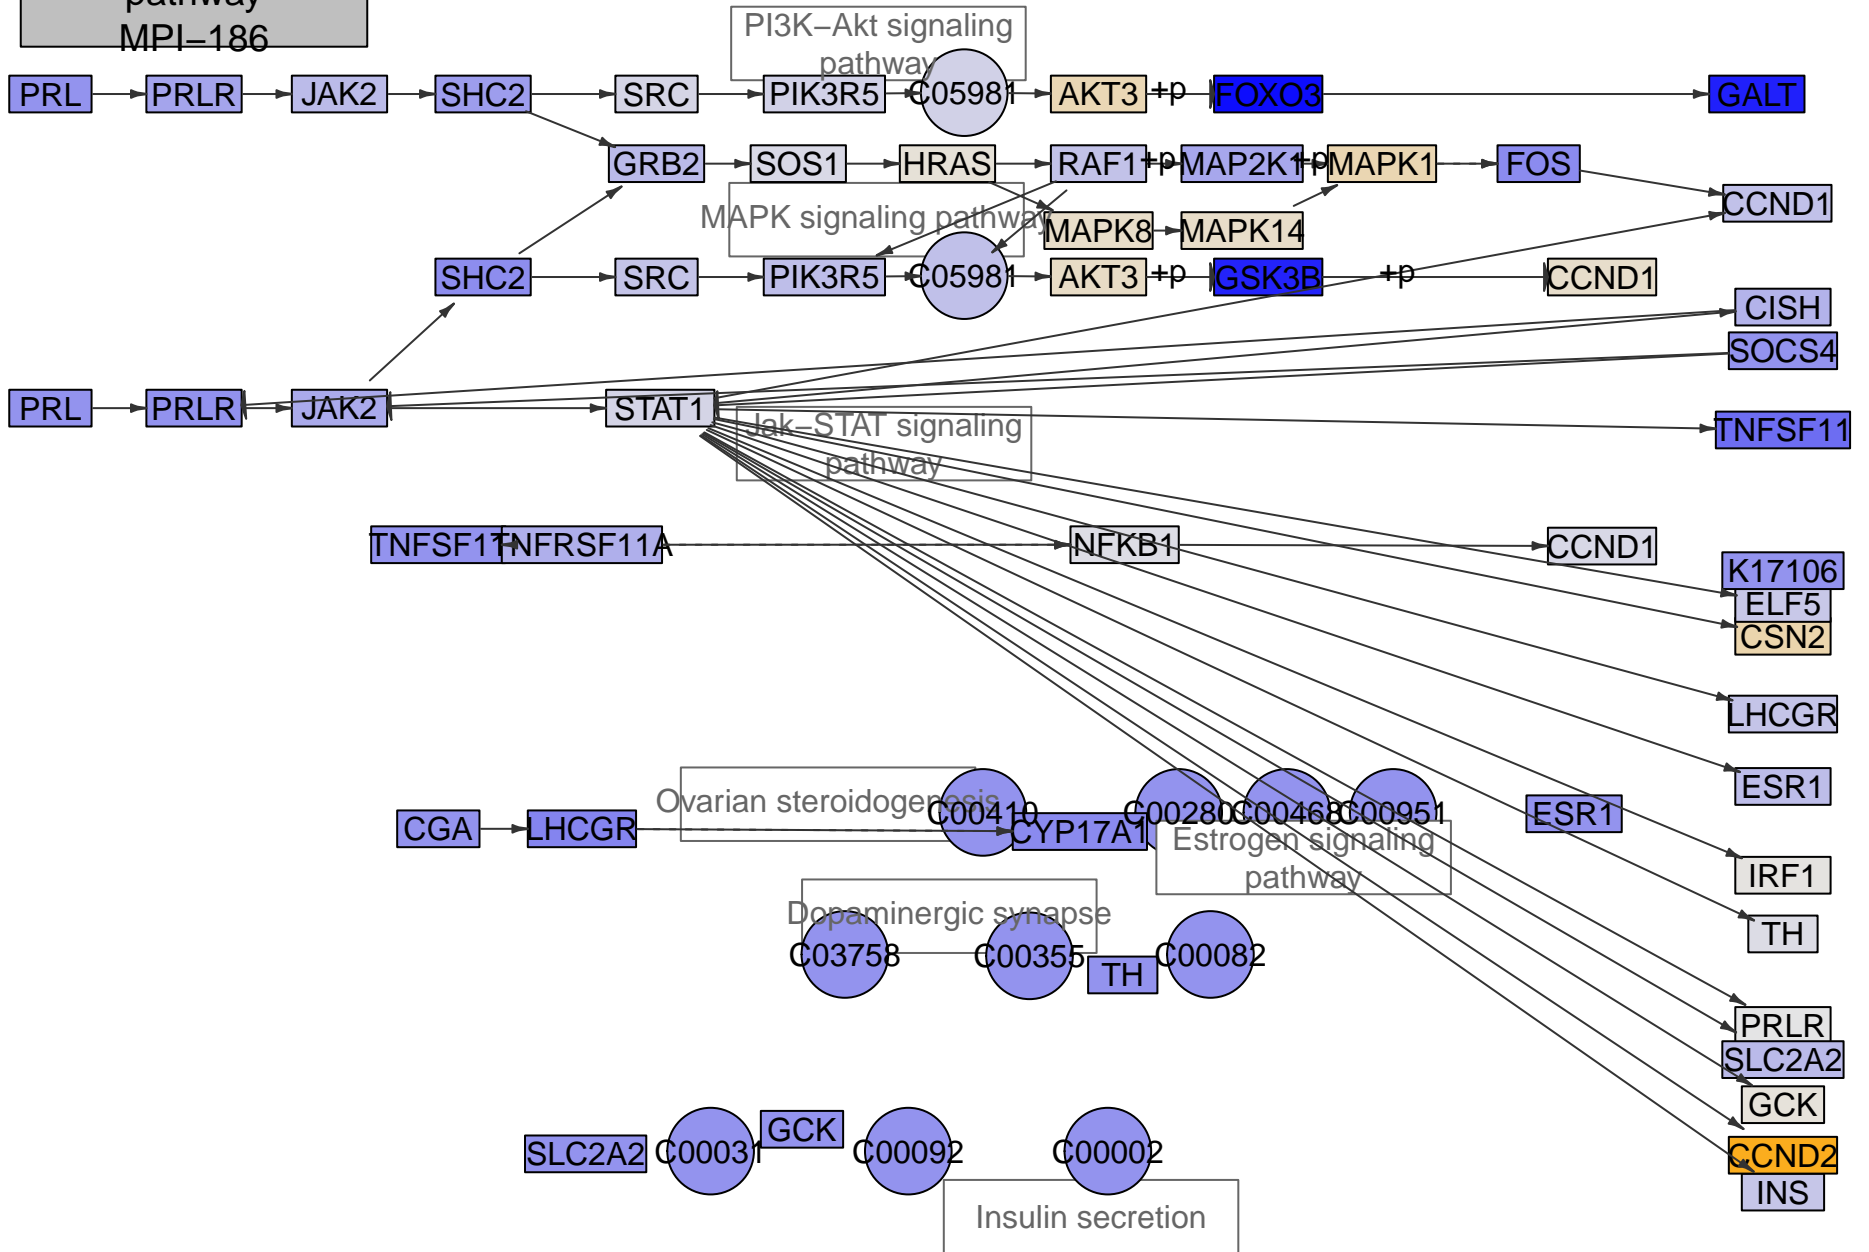 pathway
MPI−186
PI3K−Akt signaling
pathway
PRL
PRLR
JAK2
SHC2
SRC
PIK3R5
C05981
AKT3
+p
FOXO3
GALT
GRB2
SOS1
HRAS
RAF1
+p
MAP2K1
+p
MAPK1
FOS
CCND1
MAPK signaling pathway
MAPK8
MAPK14
SHC2
SRC
PIK3R5
C05981
AKT3
+p
GSK3B
+p
CCND1
CISH
SOCS4
PRL
PRLR
JAK2
STAT1
Jak−STAT signaling
pathway
TNFSF11
TNFSF11
TNFRSF11A
NFKB1
CCND1
K17106
ELF5
CSN2
LHCGR
ESR1
Ovarian steroidogenesis
C00410
C00280
C00468
C00951
ESR1
CGA
LHCGR
CYP17A1
Estrogen signaling
pathway
IRF1
Dopaminergic synapse
TH
C03758
C00355
TH
C00082
PRLR
SLC2A2
GCK
SLC2A2
C00031
GCK
C00092
C00002
CCND2
INS
Insulin secretion